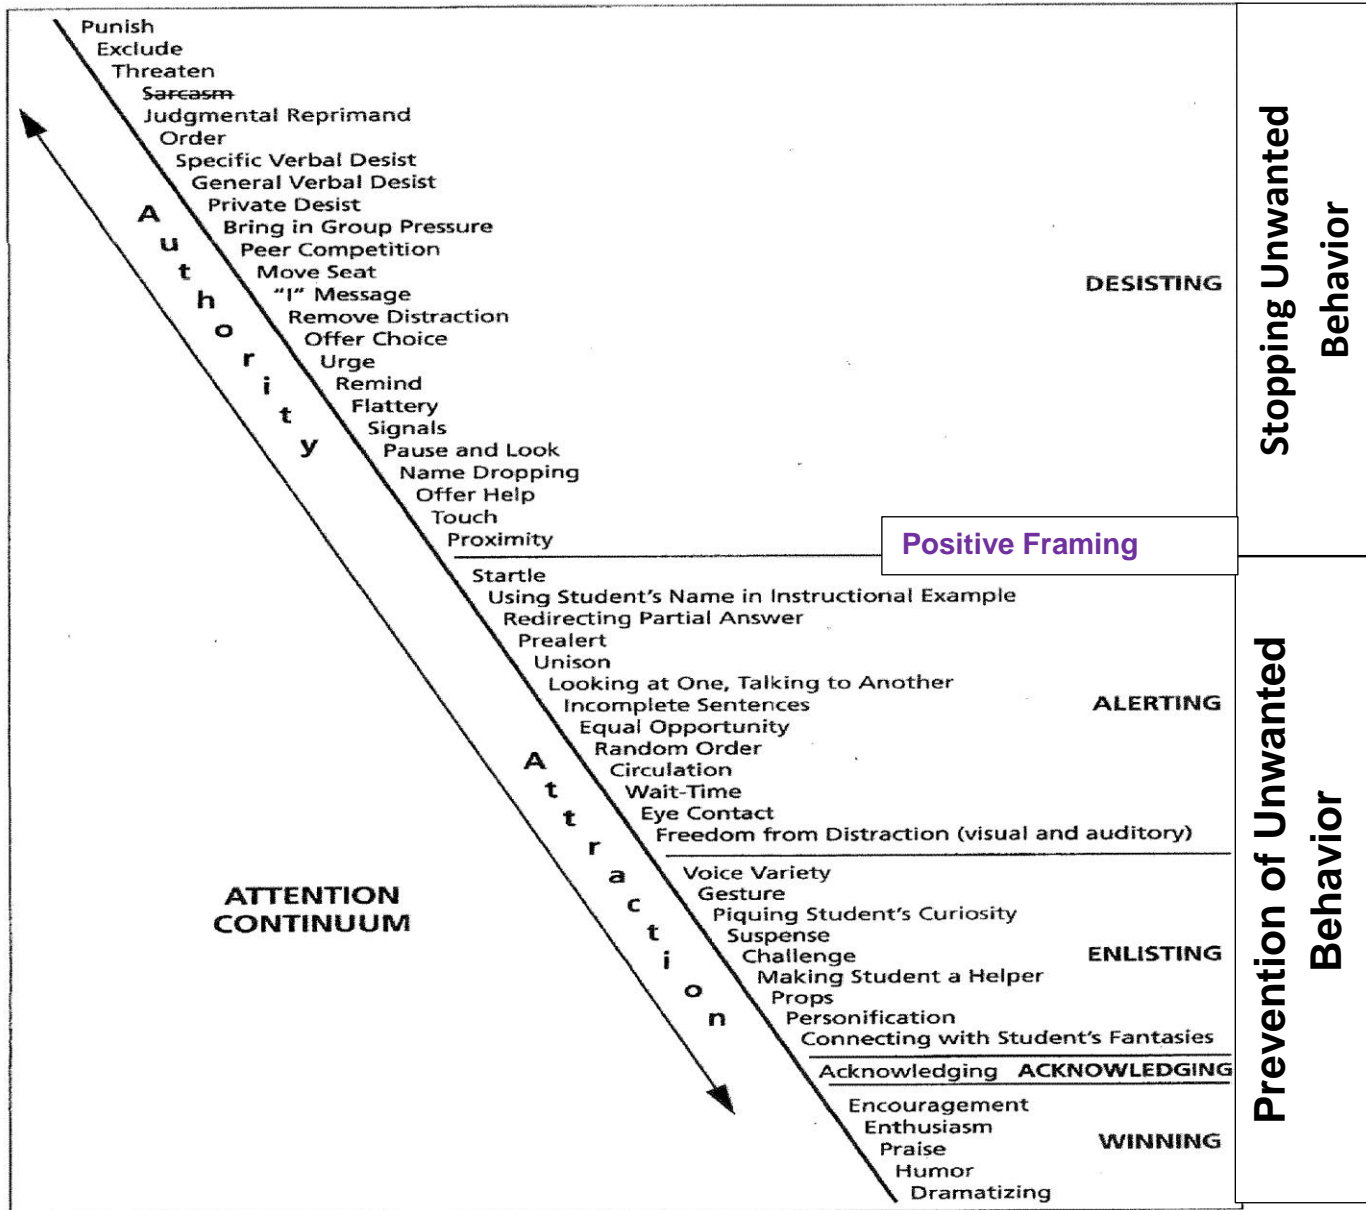 Punish
Exclude
Threaten
Sarcasm
Judgmental Reprimand
Order
Specific Verbal Desist
General Verbal Desist
Private Desist
Bring in Group Pressure
Peer Competition
Move Seat
"I" Message
Remove Distraction
Offer Choice
Urge
Remind
Flattery
Signals
Pause and Look
Name Dropping
Offer Help
Touch
Proximity
DESISTING
Authority
Stopping Unwanted
Behavior
Positive Framing
Startle
Using Student's Name in Instructional Example
Redirecting Partial Answer
Prealert
Unison
Looking at One, Talking to Another
Incomplete Sentences
Equal Opportunity
Random Order
Circulation
Wait-Time
Eye Contact
Freedom from Distraction (visual and auditory)
ALERTING
Attraction
ATTENTION
CONTINUUM
Voice Variety
Gesture
Piquing Student's Curiosity
Suspense
Challenge
Making Student a Helper
Props
Personification
Connecting with Student's Fantasies
ENLISTING
Acknowledging ACKNOWLEDGING
Encouragement
Enthusiasm
Praise
Humor
Dramatizing
WINNING
Prevention of Unwanted
Behavior